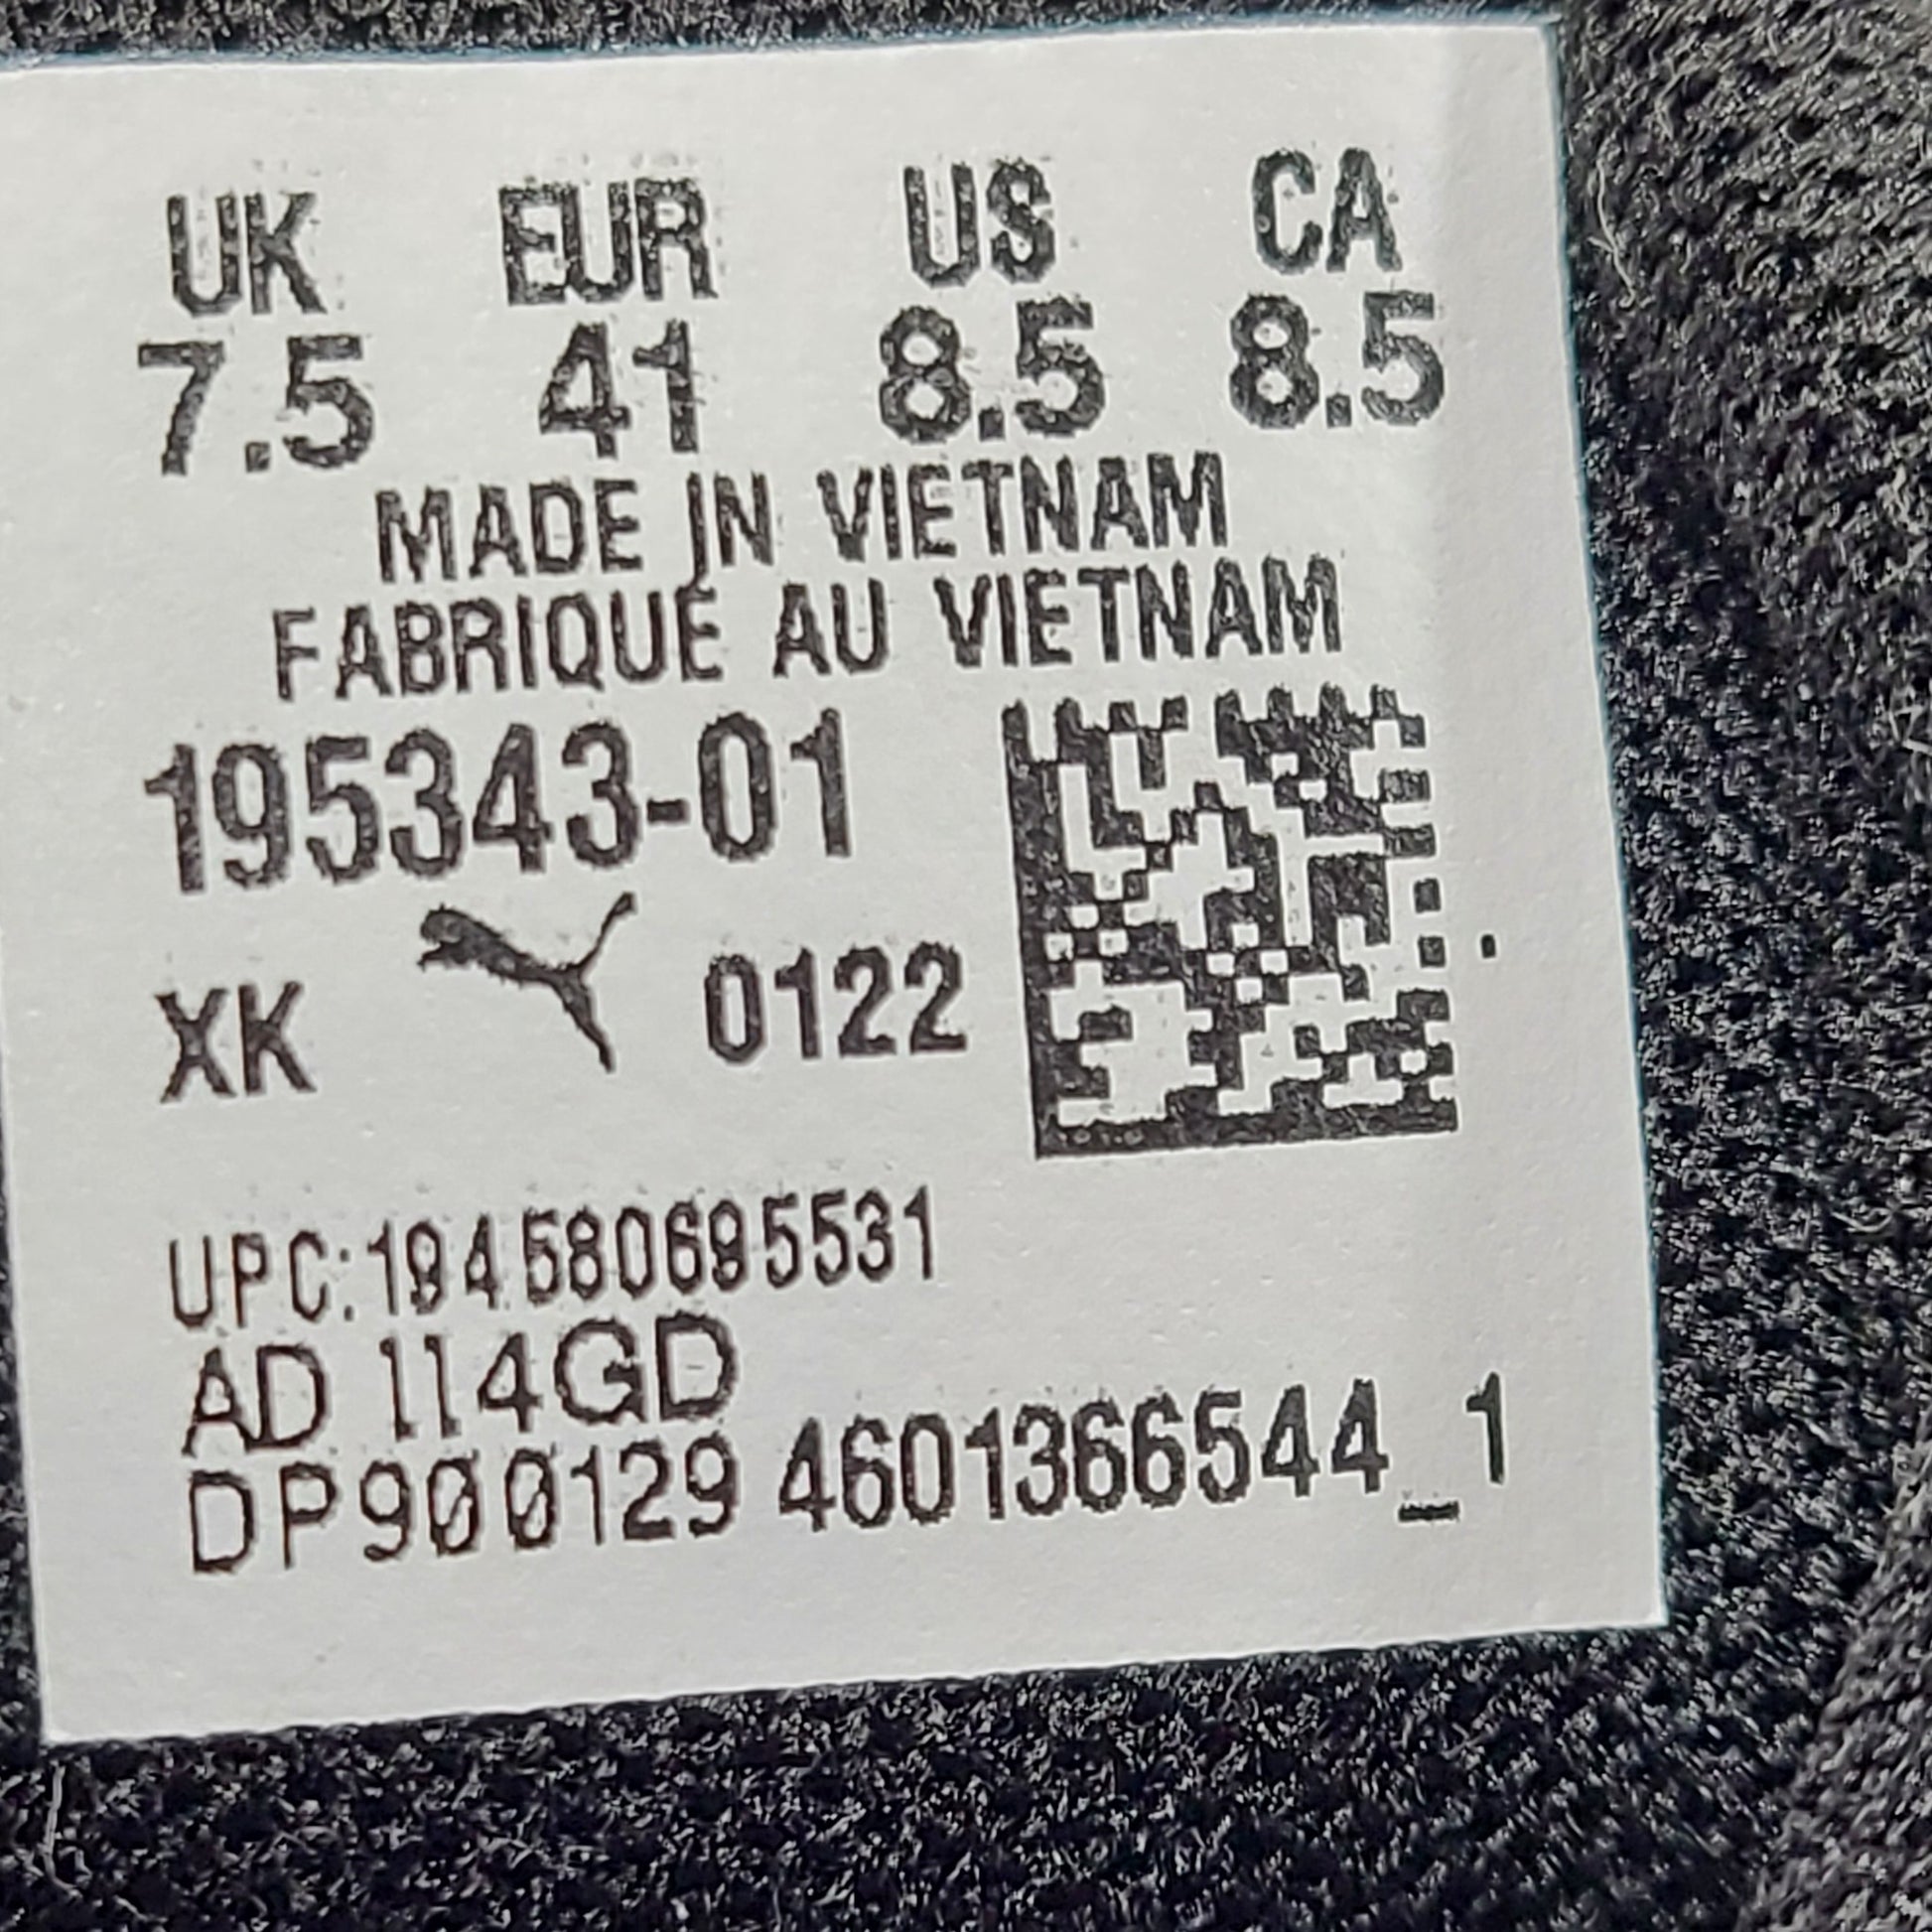 UK EUR US CA
7.5 41 8.5 8.5
MADE IN VIETNAM
FABRIQUÉ AU VIETNAM
195343-01
XK 0122
UPC:194580695531
AD 114GD
DP900129 4601366544_1